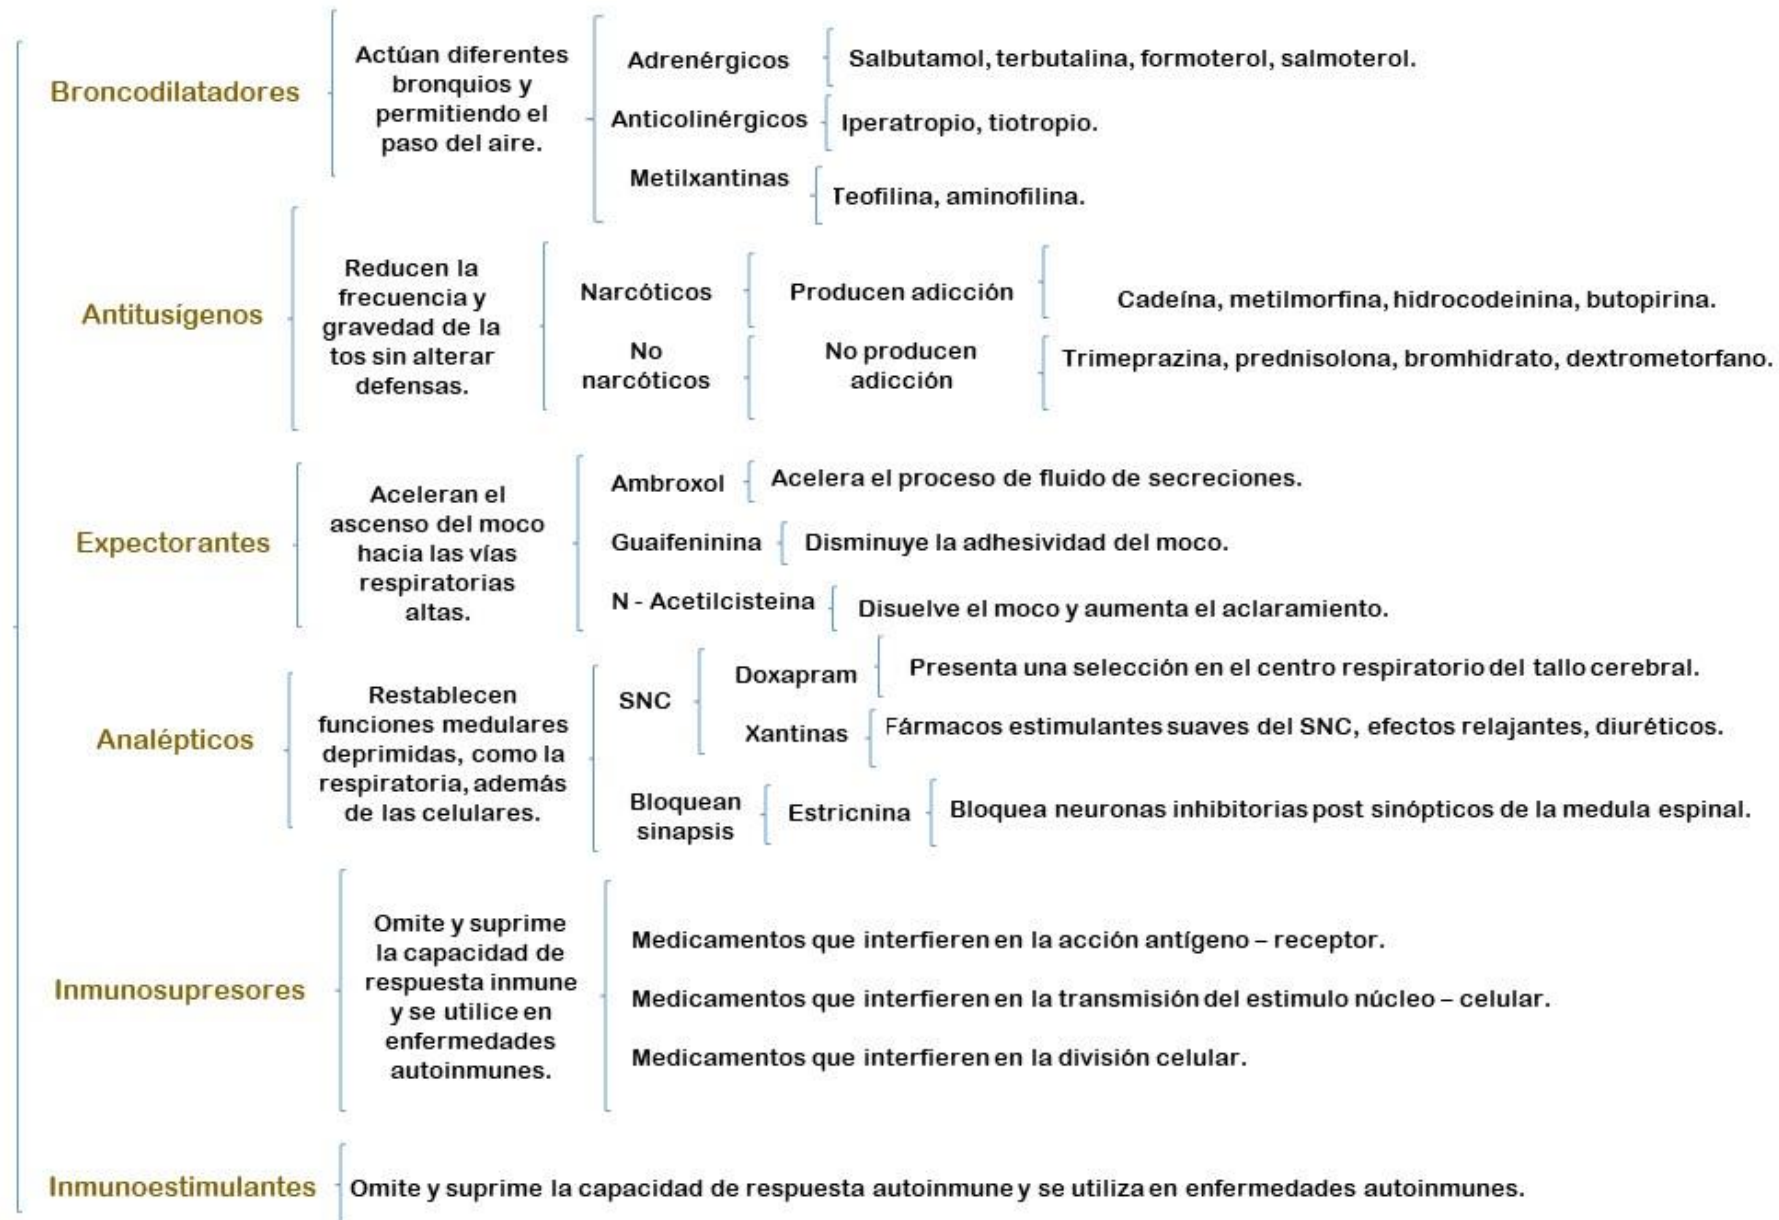 Broncodilatadores
Actúan diferentes
bronquios y
permitiendo el
paso del aire.
Adrenérgicos
Salbutamol, terbutalina, formoterol, salmoterol.
Anticolinérgicos
Iperatropio, tiotropio.
Metilxantinas
Teofilina, aminofilina.
Antitusígenos
Reducen la
frecuencia y
gravedad de la
tos sin alterar
defensas.
Narcóticos
Producen adicción
Cadeína, metilmorfina, hidrocodeinina, butopirina.
No
narcóticos
No producen
adicción
Trimeprazina, prednisolona, bromhidrato, dextrometorfano.
Expectorantes
Aceleran el
ascenso del moco
hacia las vías
respiratorias
altas.
Ambroxol
Acelera el proceso de fluido de secreciones.
Guaifeninina
Disminuye la adhesividad del moco.
N - Acetilcisteina
Disuelve el moco y aumenta el aclaramiento.
Analépticos
Restablecen
funciones medulares
deprimidas, como la
respiratoria, además
de las celulares.
SNC
Doxapram
Presenta una selección en el centro respiratorio del tallo cerebral.
Xantinas
Fármacos estimulantes suaves del SNC, efectos relajantes, diuréticos.
Bloquean
sinapsis
Estricnina
Bloquea neuronas inhibitorias post sinópticos de la medula espinal.
Inmunosupresores
Omite y suprime
la capacidad de
respuesta inmune
y se utilice en
enfermedades
autoinmunes.
Medicamentos que interfieren en la acción antígeno – receptor.
Medicamentos que interfieren en la transmisión del estimulo núcleo – celular.
Medicamentos que interfieren en la división celular.
Inmunoestimulantes
Omite y suprime la capacidad de respuesta autoinmune y se utiliza en enfermedades autoinmunes.